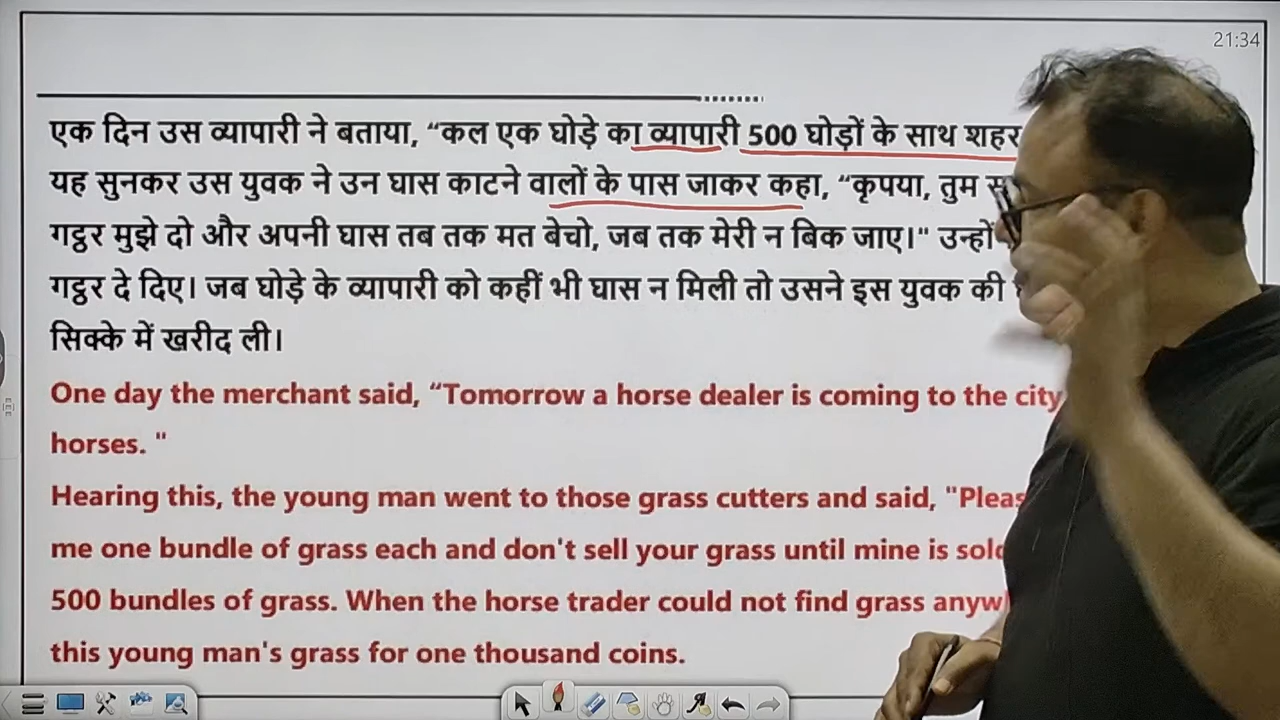 21:34
एक दिन उस व्यापारी ने बताया, “कल एक घोड़े का व्यापारी 500 घोड़ों के साथ शहर
यह सुनकर उस युवक ने उन घास काटने वालों के पास जाकर कहा, “कृपया, तुम
गट्ठर मुझे दो और अपनी घास तब तक मत बेचो, जब तक मेरी न बिक जाए।" उन्हों
गट्ठर दे दिए। जब घोड़े के व्यापारी को कहीं भी घास न मिली तो उसने इस युवक की
सिक्के में खरीद ली।
One day the merchant said, “Tomorrow a horse dealer is coming to the city
horses. "
Hearing this, the young man went to those grass cutters and said, "Pleas
me one bundle of grass each and don't sell your grass until mine is sold
500 bundles of grass. When the horse trader could not find grass anyw
this young man's grass for one thousand coins.